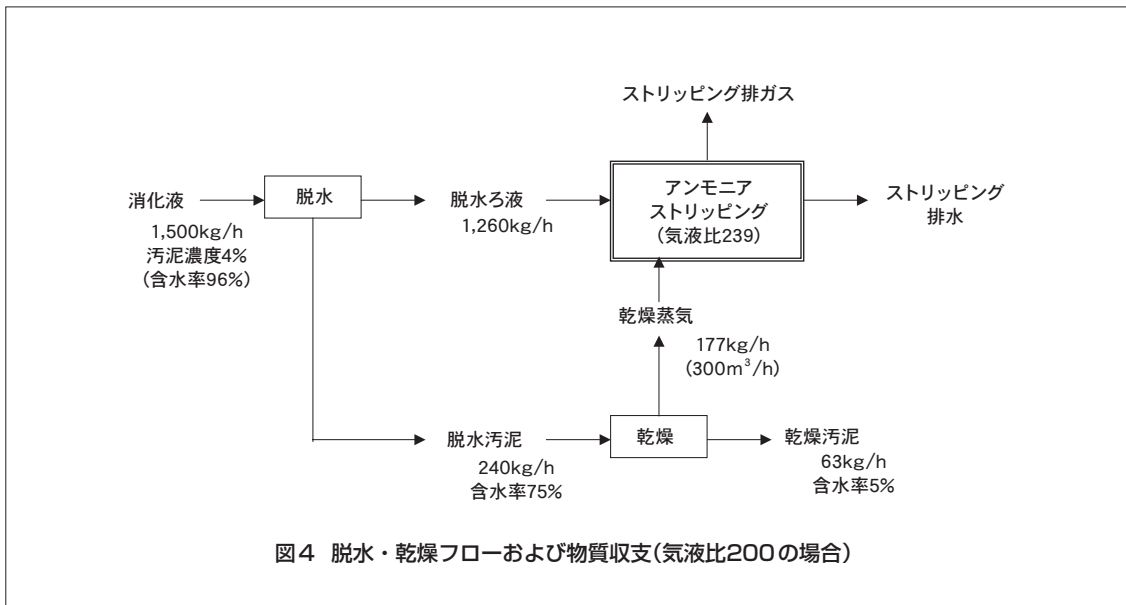 ストリッピング排ガス
消化液
1,500kg/h
汚泥濃度4%
(含水率96%)
脱水
脱水ろ液
1,260kg/h
アンモニア
ストリッピング
(気液比239)
ストリッピング
排水
乾燥蒸気
177kg/h
(300m³/h)
脱水汚泥
240kg/h
含水率75%
乾燥
乾燥汚泥
63kg/h
含水率5%
図4 脱水・乾燥フローおよび物質収支(気液比200の場合)